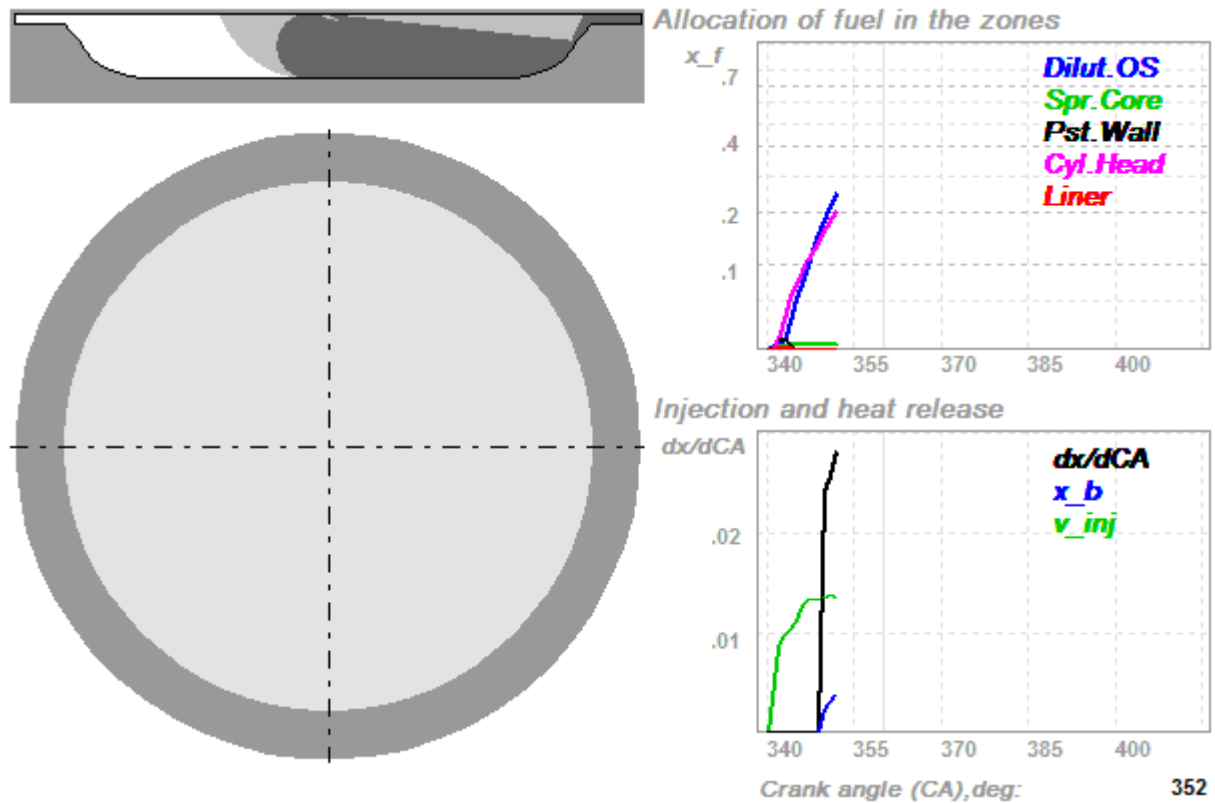 Allocation of fuel in the zones
x_f
.7
.4
.2
.1
Dilut.OS
Spr.Core
Pst.Wall
Cyl.Head
Liner
340 355 370 385 400
Injection and heat release
dx/dCA
.02
.01
dx/dCA
x_b
v_inj
340 355 370 385 400
Crank angle (CA),deg: 352